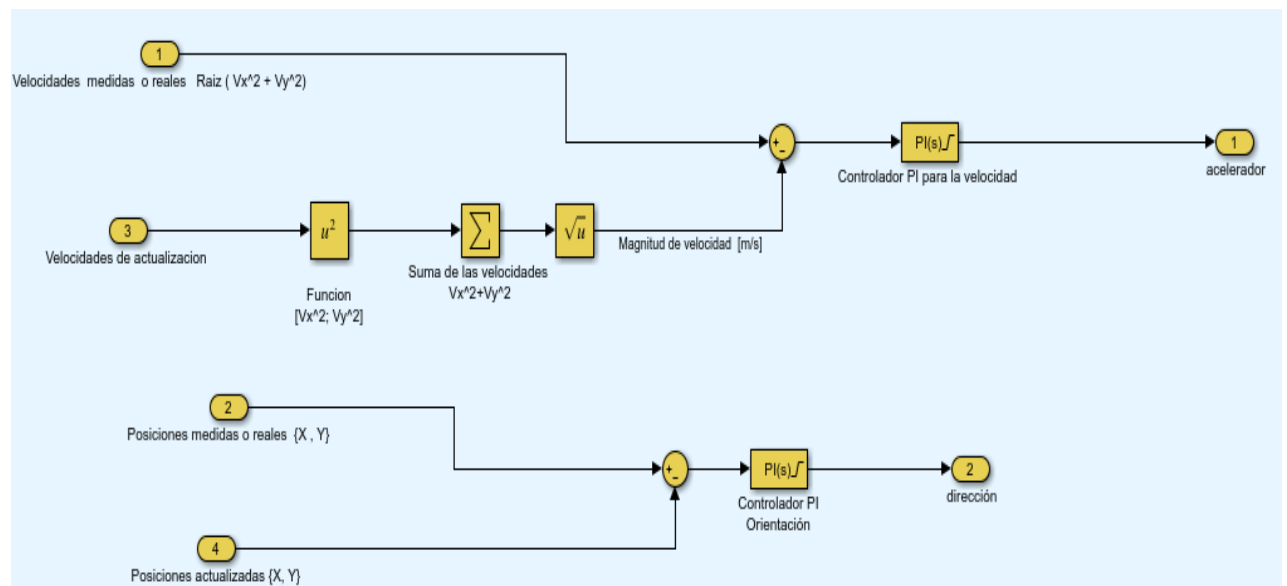 1
Velocidades medidas o reales Raiz ( Vx^2 + Vy^2)
+
-
PI(s)
Controlador PI para la velocidad
1
acelerador
3
Velocidades de actualizacion
u²
Funcion
[Vx^2; Vy^2]
∑
Suma de las velocidades
Vx^2+Vy^2
√u
Magnitud de velocidad [m/s]
2
Posiciones medidas o reales {X , Y}
+
-
PI(s)
Controlador PI
Orientación
2
dirección
4
Posiciones actualizadas {X, Y}